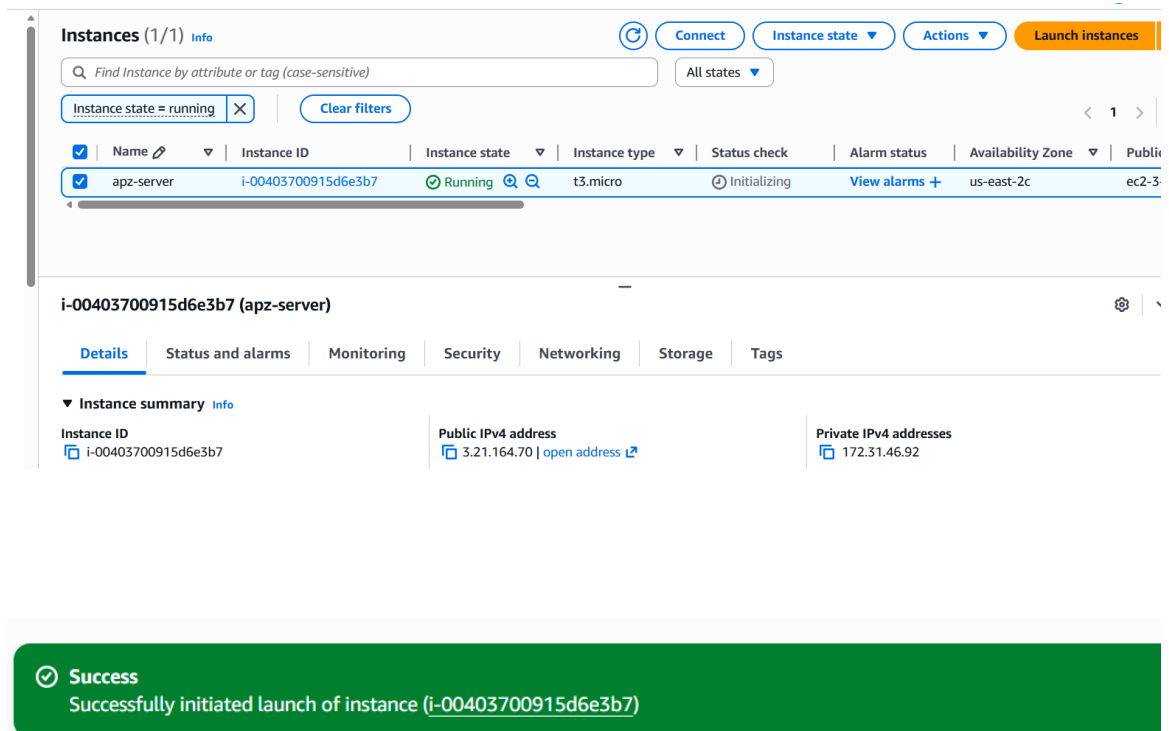 Instances (1/1) Info
Connect
Instance state
Actions
Launch instances
Find Instance by attribute or tag (case-sensitive)
All states
Instance state = running
Clear filters
1
Name Instance ID Instance state Instance type Status check Alarm status Availability Zone Public
apz-server i-00403700915d6e3b7 Running t3.micro Initializing View alarms + us-east-2c ec2-3-
i-00403700915d6e3b7 (apz-server)
Details Status and alarms Monitoring Security Networking Storage Tags
Instance summary Info
Instance ID Public IPv4 address Private IPv4 addresses
i-00403700915d6e3b7 3.21.164.70 | open address 172.31.46.92
Success
Successfully initiated launch of instance (i-00403700915d6e3b7)